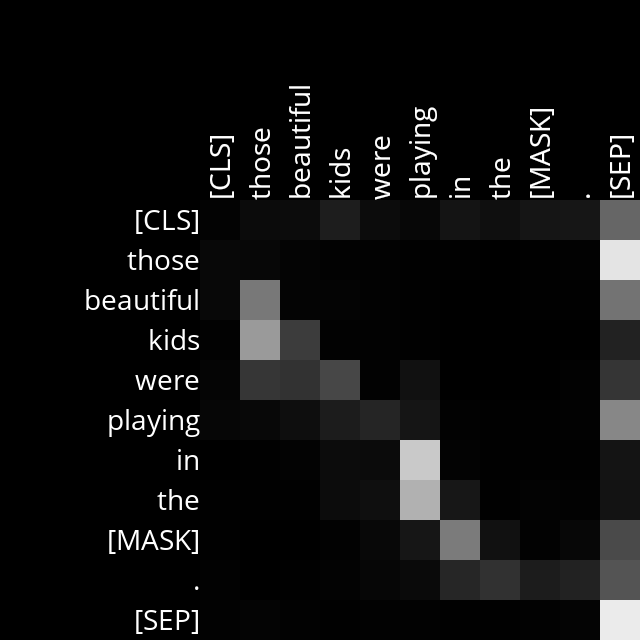 [CLS]
those
beautiful
kids
were
playing
in
the
[MASK]
.
[SEP]
[CLS]
those
beautiful
kids
were
playing
in
the
[MASK]
.
[SEP]